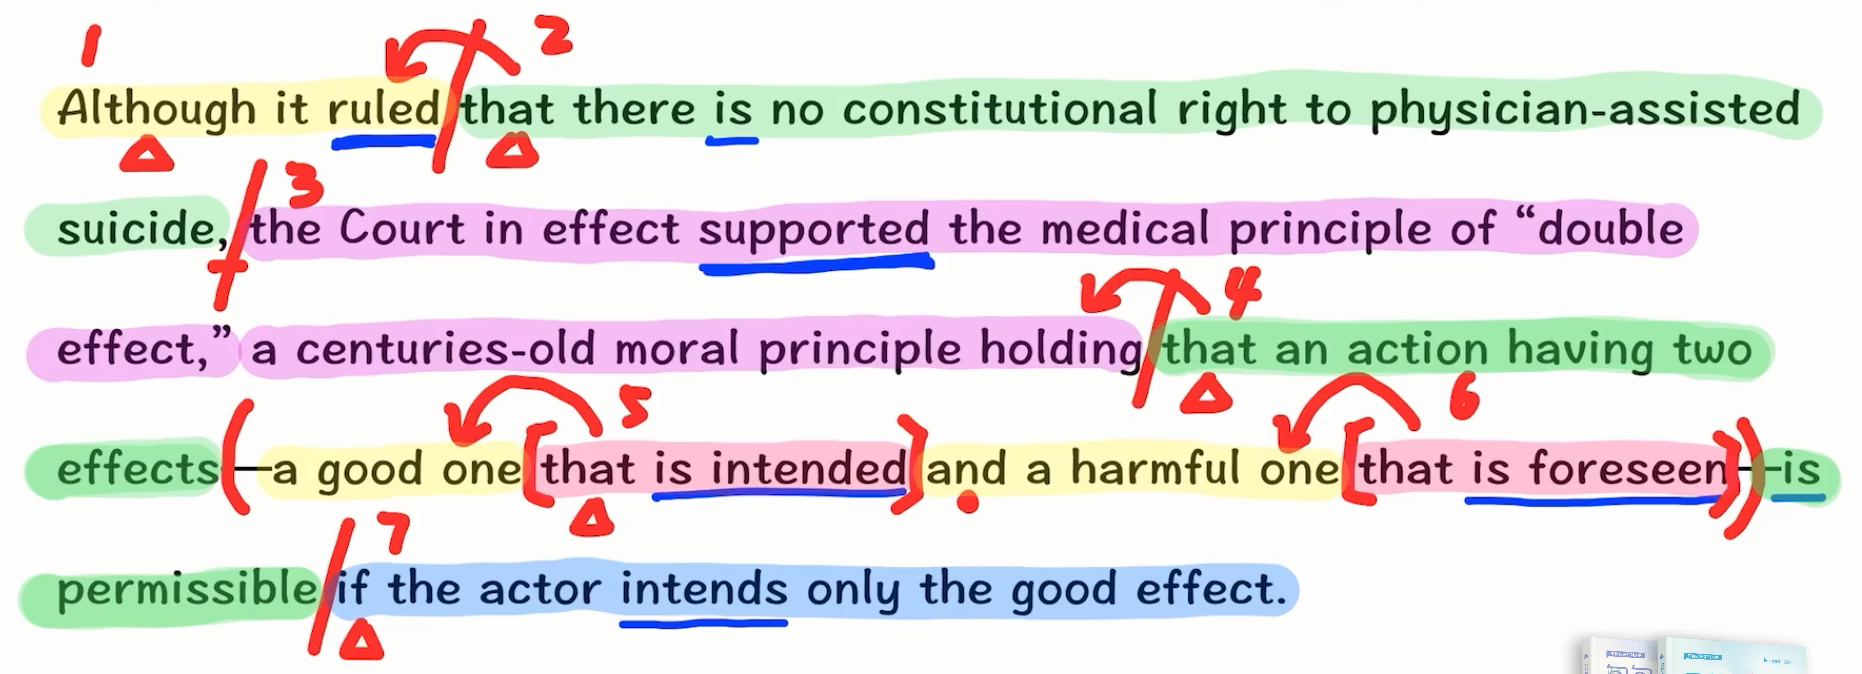 1 2
Although it ruled that there is no constitutional right to physician-assisted
3
suicide, the Court in effect supported the medical principle of “double
4
effect,” a centuries-old moral principle holding that an action having two
5 6
effects—a good one that is intended and a harmful one that is foreseen—is
7
permissible if the actor intends only the good effect.